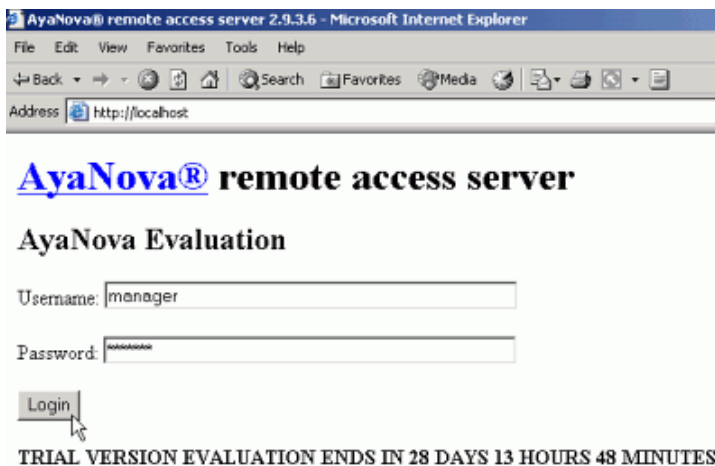 AyaNova® remote access server 2.9.3.6 - Microsoft Internet Explorer
File Edit View Favorites Tools Help
Back Search Favorites Media
Address http://localhost
AyaNova® remote access server
AyaNova Evaluation
Username: manager
Password: ********
Login
TRIAL VERSION EVALUATION ENDS IN 28 DAYS 13 HOURS 48 MINUTES